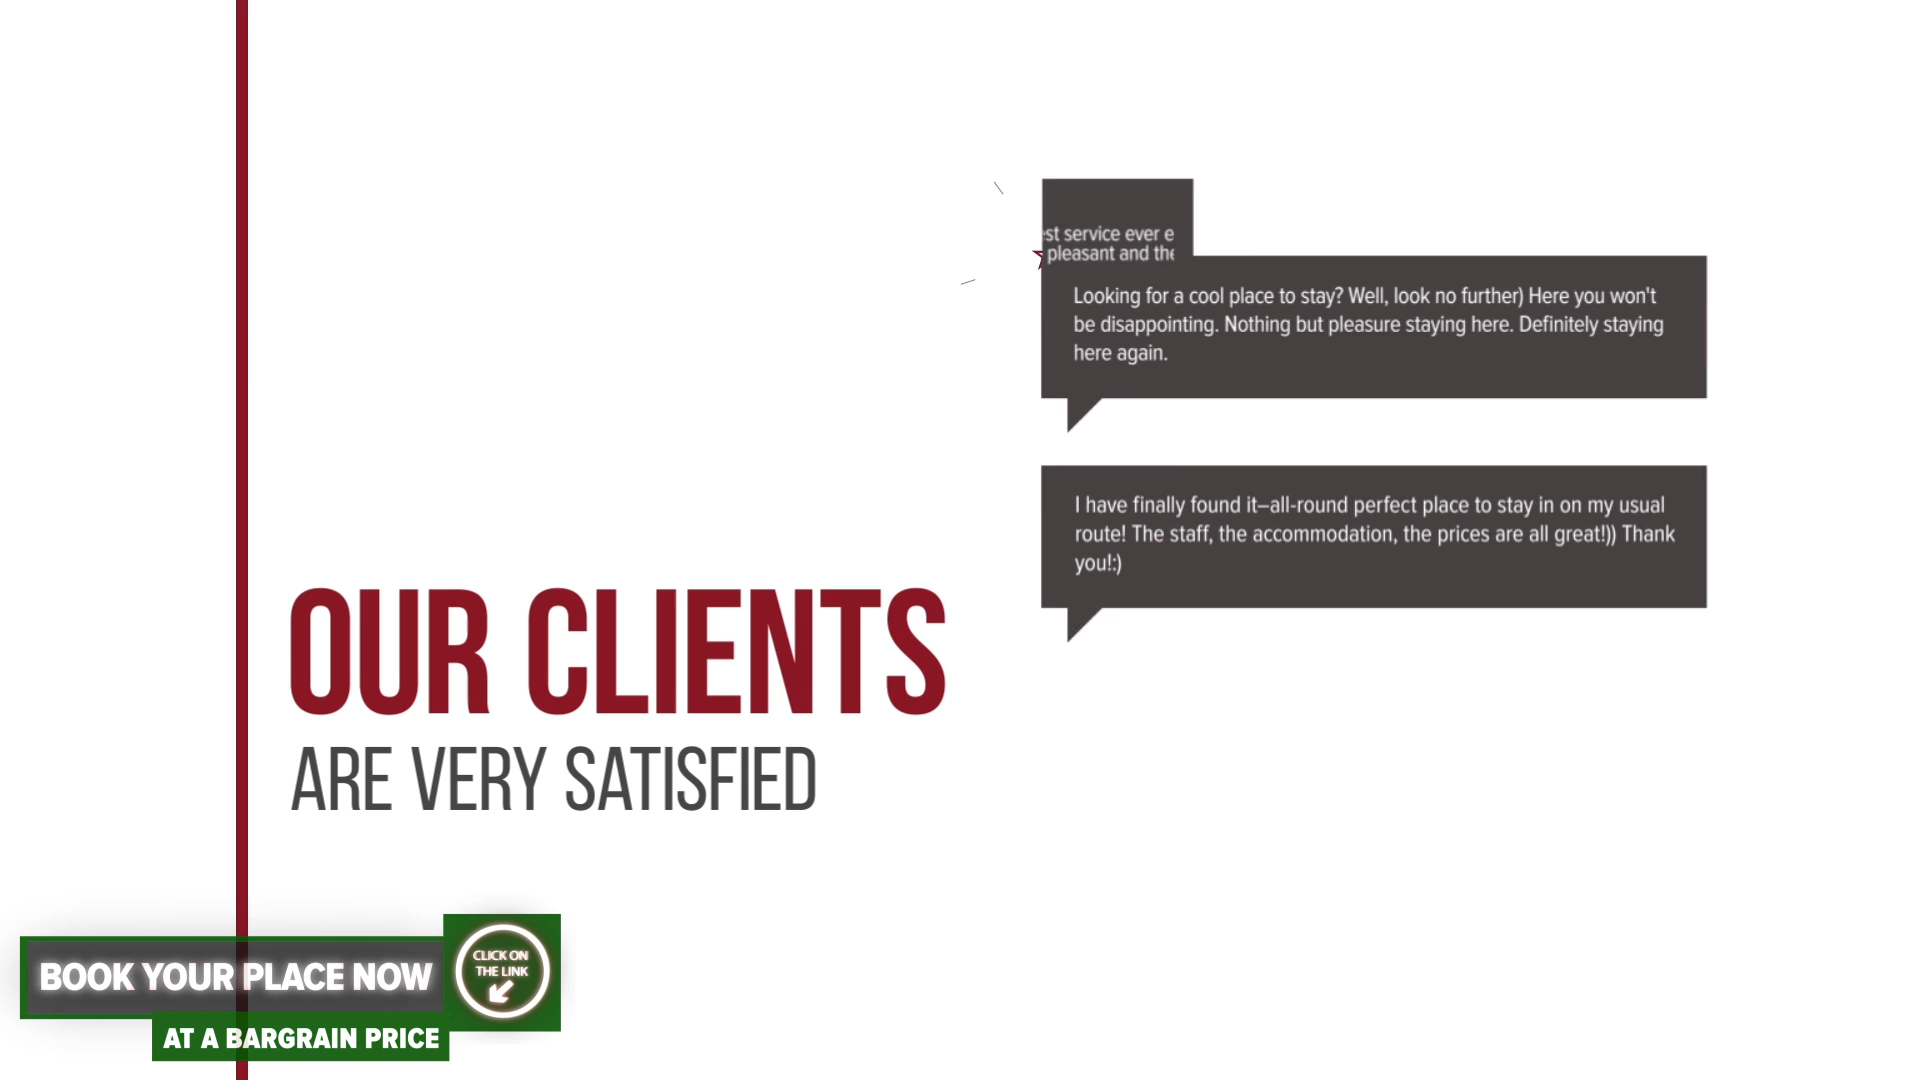 service ever
pleasant and
Looking for a cool place to stay? Well, look no further) Here you won't
be disappointing. Nothing but pleasure staying here. Definitely staying
here again.
I have finally found it–all-round perfect place to stay in on my usual
route! The staff, the accommodation, the prices are all great!)) Thank
you!:)
OUR CLIENTS
ARE VERY SATISFIED
BOOK YOUR PLACE NOW
CLICK ON
THE LINK
AT A BARGRAIN PRICE